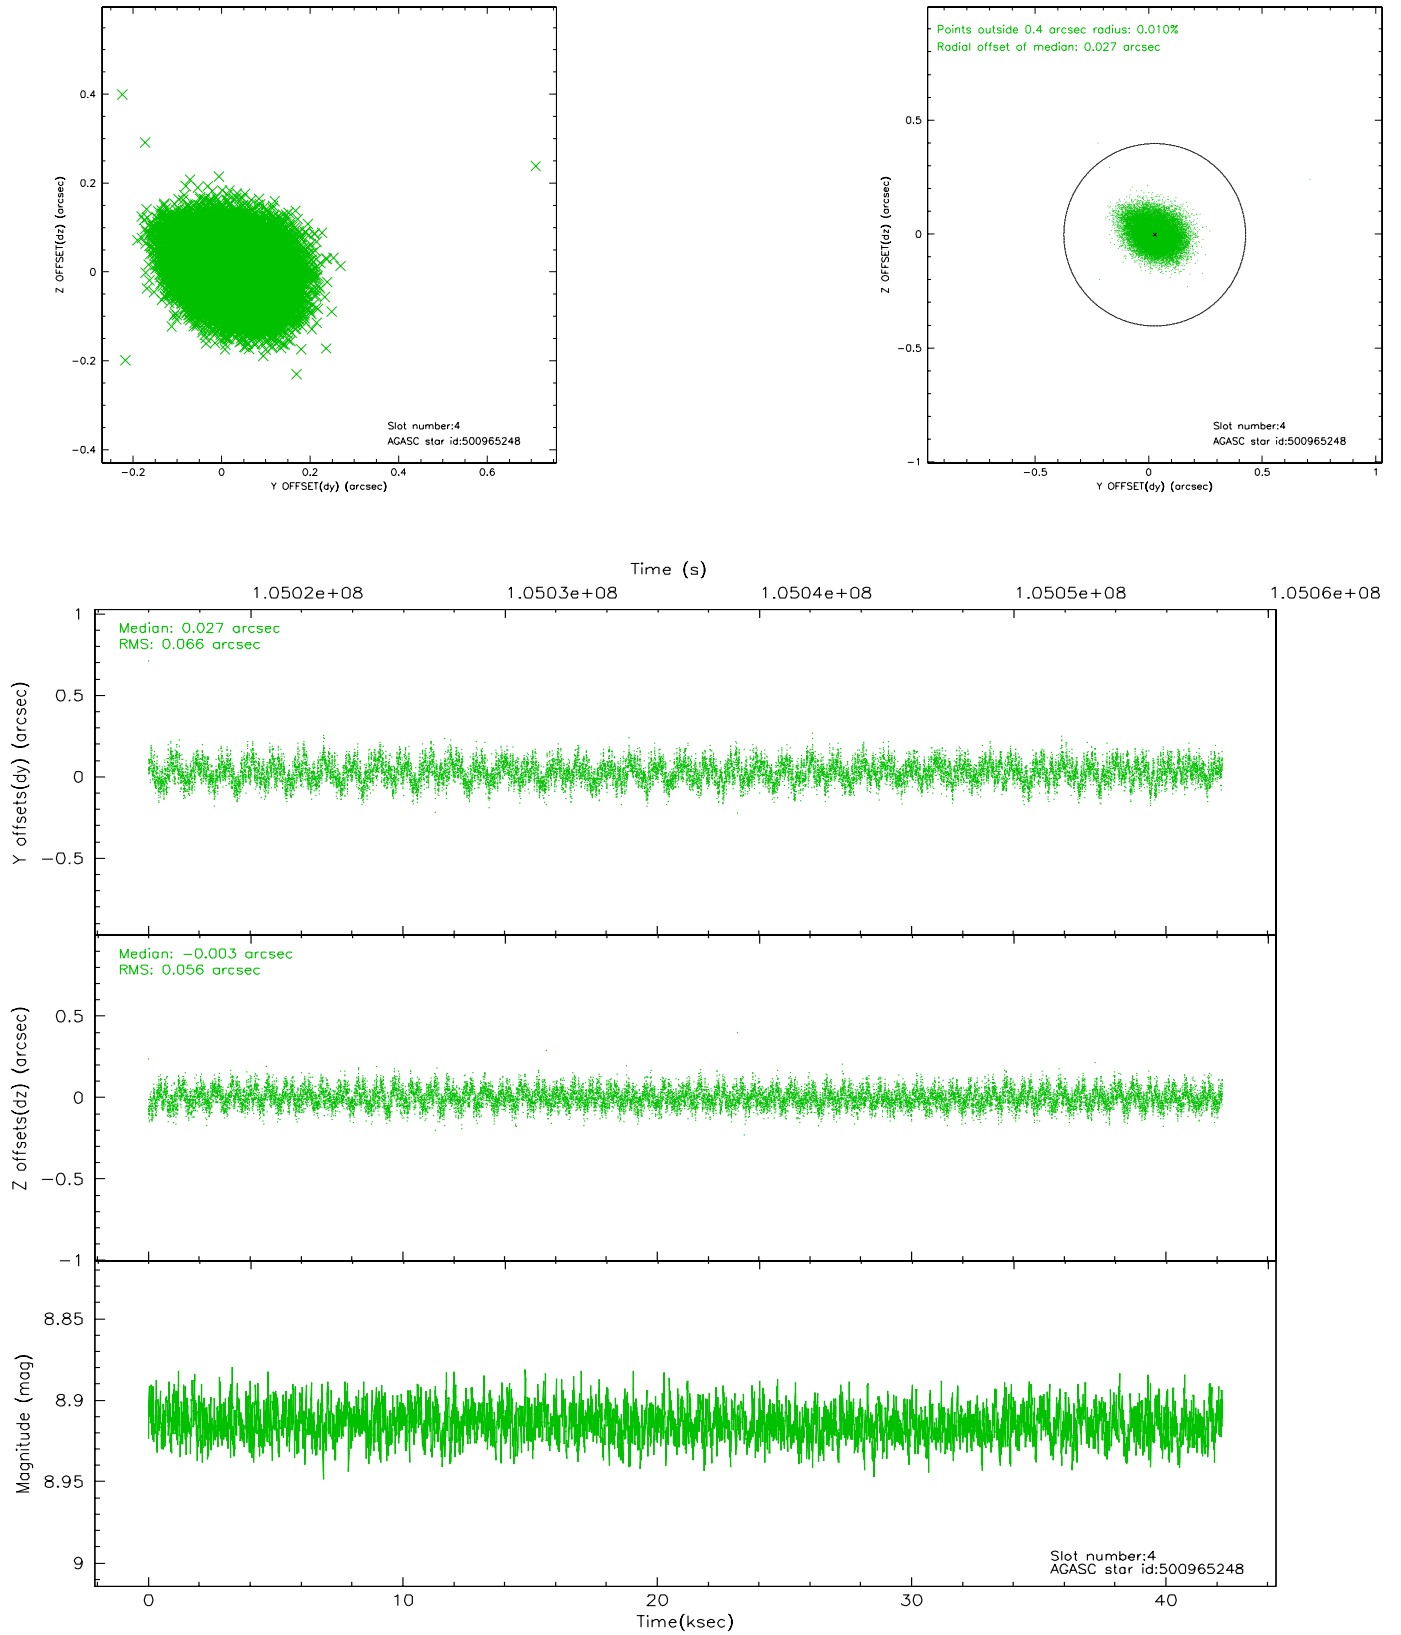 0.4
0.2
0
−0.2
−0.4
Z OFFSET(dz) (arcsec)
Slot number:4
AGASC star id:500965248
−0.2 0 0.2 0.4 0.6
Y OFFSET(dy) (arcsec)
Points outside 0.4 arcsec radius: 0.010%
Radial offset of median: 0.027 arcsec
0.5
0
−0.5
−1
Z OFFSET(dz) (arcsec)
Slot number:4
AGASC star id:500965248
−0.5 0 0.5 1
Y OFFSET(dy) (arcsec)
Time (s)
1.0502e+08 1.0503e+08 1.0504e+08 1.0505e+08 1.0506e+08
Median: 0.027 arcsec
RMS: 0.066 arcsec
1
0.5
0
−0.5
Y offsets(dy) (arcsec)
Median: −0.003 arcsec
RMS: 0.056 arcsec
0.5
0
−0.5
−1
Z offsets(dz) (arcsec)
8.85
8.9
8.95
9
Magnitude (mag)
Slot number:4
AGASC star id:500965248
0 10 20 30 40
Time(ksec)